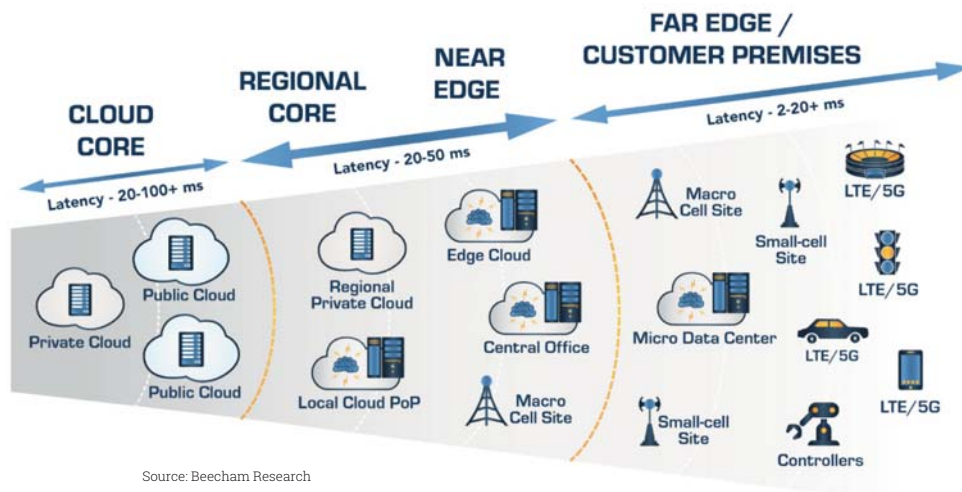 CLOUD
CORE
REGIONAL
CORE
NEAR
EDGE
FAR EDGE /
CUSTOMER PREMISES
Latency - 20-100+ ms
Latency - 20-50 ms
Latency - 2-20+ ms
Private Cloud
Public Cloud
Public Cloud
Regional
Private Cloud
Local Cloud PoP
Edge Cloud
Central Office
Macro
Cell Site
Macro
Cell Site
Small-cell
Site
Micro Data Center
Small-cell
Site
LTE/5G
LTE/5G
LTE/5G
LTE/5G
Controllers
Source: Beecham Research